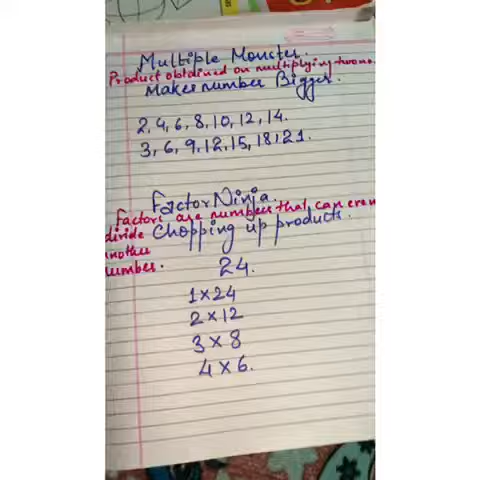 Multiple Monster.
Product obtained on multiplying two no.
Makes number Bigger.
2, 4, 6, 8, 10, 12, 14.
3, 6, 9, 12, 15, 18, 21.
Factor Ninja.
Factors are numbers that can even
divide Chopping up products.
another
number.
24.
1 × 24
2 × 12
3 × 8
4 × 6.